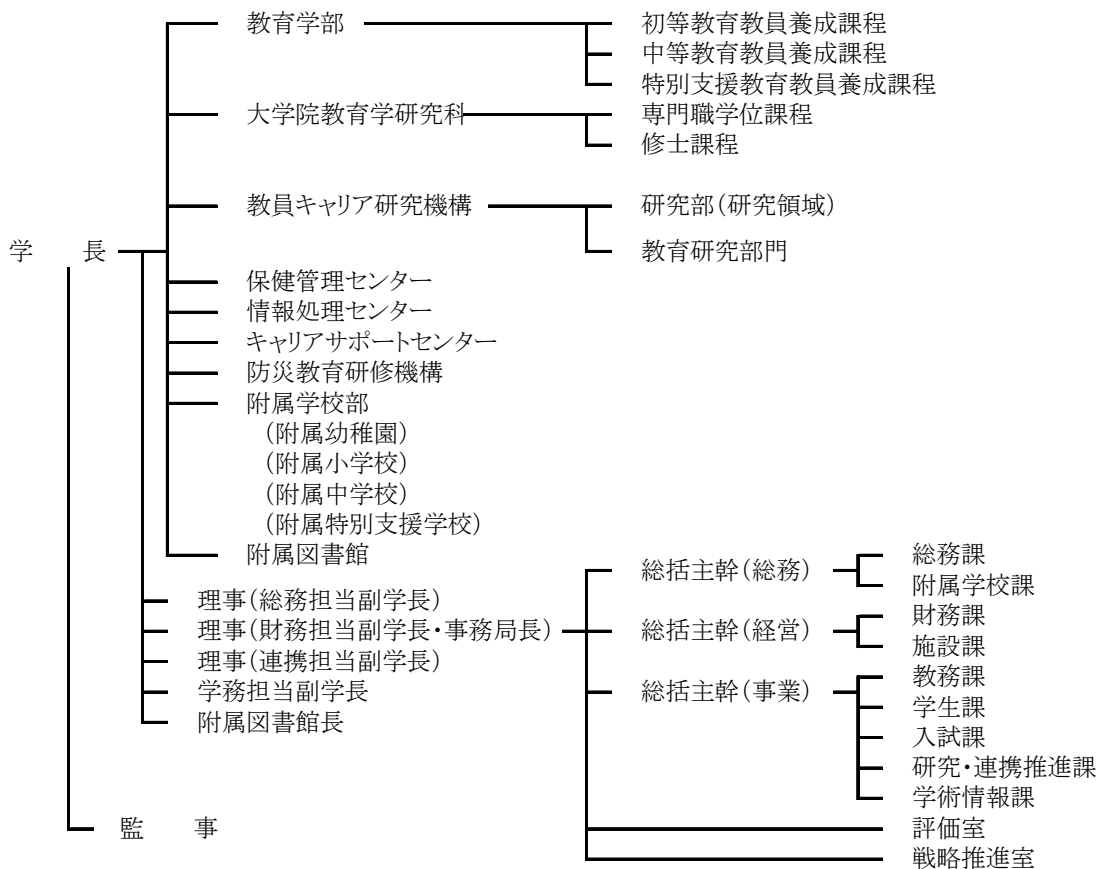 教育学部
初等教育教員養成課程
中等教育教員養成課程
特別支援教育教員養成課程
大学院教育学研究科
専門職学位課程
修士課程
教員キャリア研究機構
研究部(研究領域)
教育研究部門
学　長
保健管理センター
情報処理センター
キャリアサポートセンター
防災教育研修機構
附属学校部
(附属幼稚園)
(附属小学校)
(附属中学校)
(附属特別支援学校)
附属図書館
理事(総務担当副学長)
理事(財務担当副学長・事務局長)
理事(連携担当副学長)
学務担当副学長
附属図書館長
総括主幹(総務)
総務課
附属学校課
総括主幹(経営)
財務課
施設課
総括主幹(事業)
教務課
学生課
入試課
研究・連携推進課
学術情報課
評価室
戦略推進室
監　事